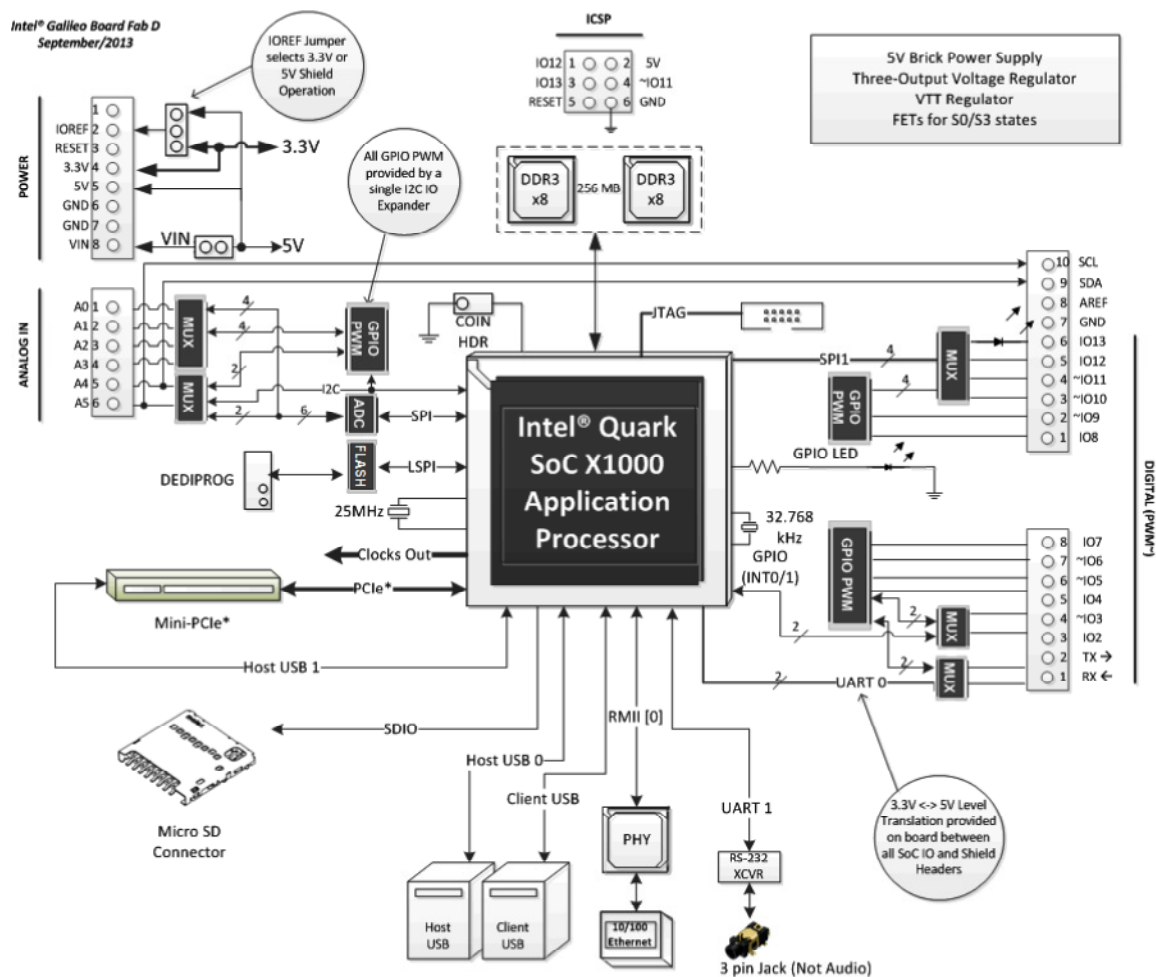 Intel® Galileo Board Fab D
September/2013
IOREF Jumper
selects 3.3V or
5V Shield
Operation
ICSP
IO12 1 2 5V
IO13 3 4 ~IO11
RESET 5 6 GND
5V Brick Power Supply
Three-Output Voltage Regulator
VTT Regulator
FETs for S0/S3 states
POWER
1
IOREF 2
RESET 3
3.3V 4
5V 5
GND 6
GND 7
VIN 8
3.3V
VIN
5V
All GPIO PWM
provided by a
single I2C IO
Expander
DDR3
x8
256 MB
DDR3
x8
ANALOG IN
A0 1
A1 2
A2 3
A3 4
A4 5
A5 6
MUX
MUX
4
4
2
2
6
GPIO
PWM
I2C
ADC
SPI
FLASH
LSPI
DEDIPROG
COIN
HDR
JTAG
25MHz
Clocks Out
PCIe*
Mini-PCIe*
Host USB 1
Intel® Quark
SoC X1000
Application
Processor
SPI1
4
MUX
4
GPIO
PWM
GPIO LED
10 SCL
9 SDA
8 AREF
7 GND
6 IO13
5 IO12
4 ~IO11
3 ~IO10
2 ~IO9
1 IO8
DIGITAL (PWM~)
32.768
kHz
GPIO
(INT0/1)
2
GPIO PWM
2
MUX
2
MUX
2
UART 0
8 IO7
7 ~IO6
6 ~IO5
5 IO4
4 ~IO3
3 IO2
2 TX →
1 RX ←
SDIO
Micro SD
Connector
Host USB 0
Client USB
Host
USB
Client
USB
RMII [0]
PHY
10/100
Ethernet
UART 1
RS-232
XCVR
3 pin Jack (Not Audio)
3.3V <-> 5V Level
Translation provided
on board between
all SoC IO and Shield
Headers